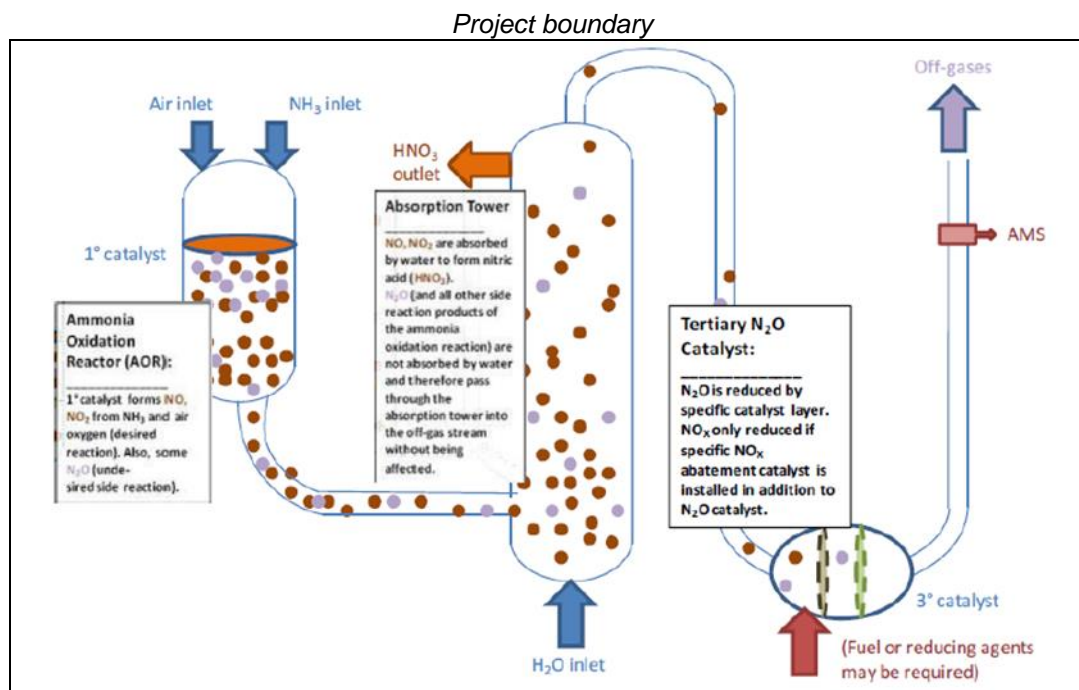 Project boundary
Off-gases
Air inlet
NH₃ inlet
HNO₃
outlet
Absorption Tower
NO, NO₂ are absorbed
by water to form nitric
acid (HNO₃).
N₂O (and all other side
reaction products of
the ammonia
oxidation reaction) are
not absorbed by water
and therefore pass
through the
absorption tower into
the off-gas stream
without being
affected.
AMS
1° catalyst
Ammonia
Oxidation
Reactor (AOR):
1° catalyst forms NO,
NO₂ from NH₃ and air
oxygen (desired
reaction). Also, some
N₂O (unde-
sired side reaction).
Tertiary N₂O
Catalyst:
N₂O is reduced by
specific catalyst layer.
NOₓ only reduced if
specific NOₓ
abatement catalyst is
installed in addition to
N₂O catalyst.
3° catalyst
H₂O inlet
(Fuel or reducing agents
may be required)